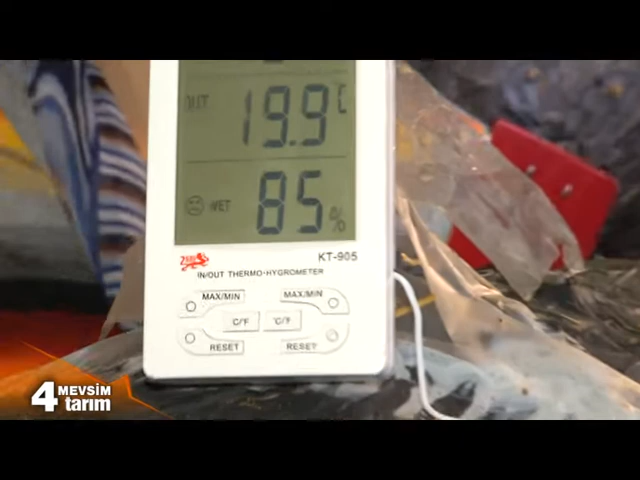 OUT 19.9 °C
WET 85 %
KT-905
IN/OUT THERMO-HYGROMETER
MAX/MIN MAX/MIN
°C/F °C/F
RESET RESET
4 MEVSİM
tarım